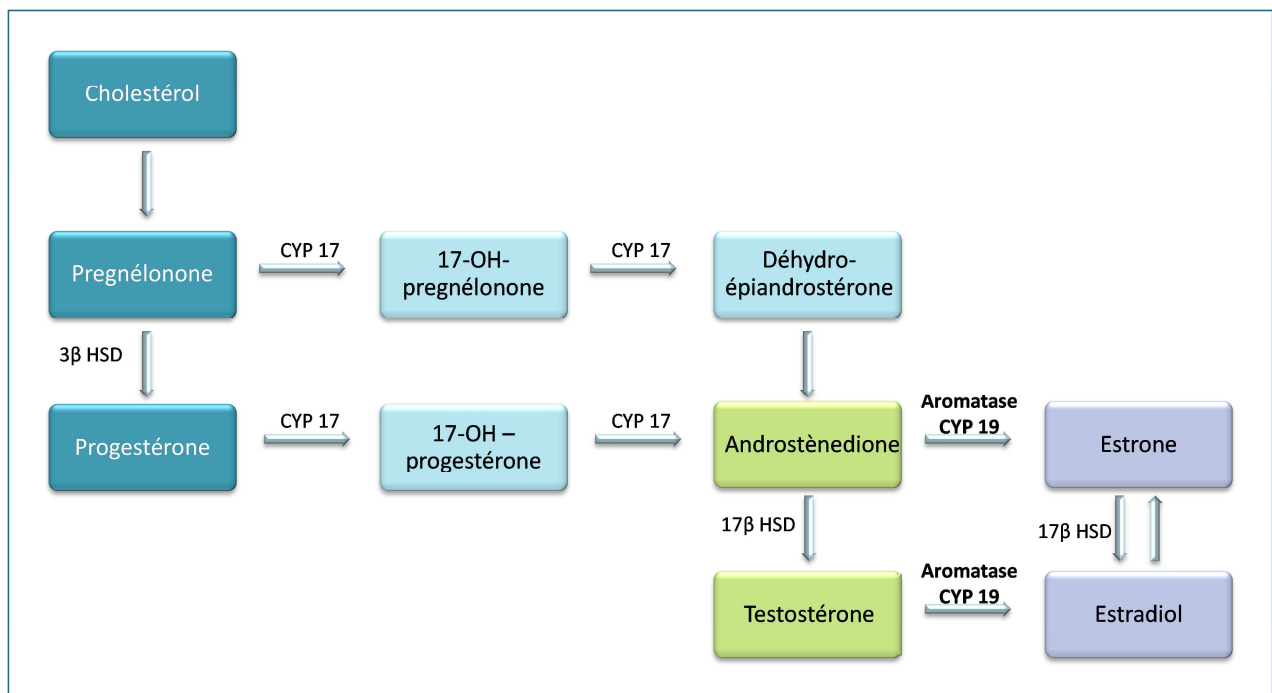 Cholestérol
Pregnélonone
CYP 17
17-OH-
pregnélonone
CYP 17
Déhydro-
épiandrostérone
3β HSD
Progestérone
CYP 17
17-OH –
progestérone
CYP 17
Androstènedione
Aromatase
CYP 19
Estrone
17β HSD
17β HSD
Testostérone
Aromatase
CYP 19
Estradiol